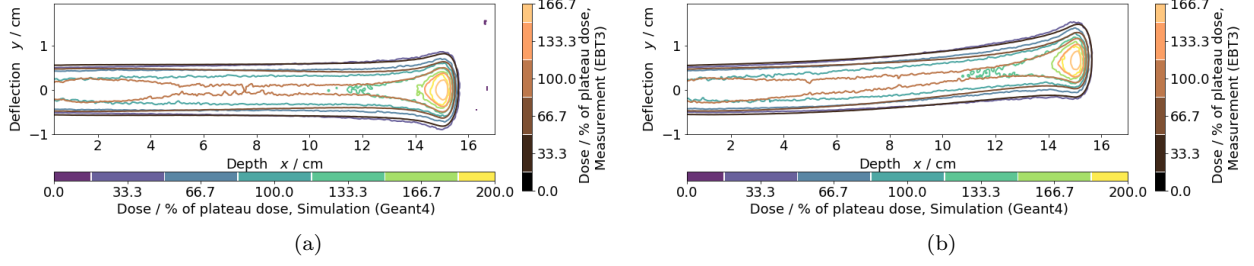 Deflection y / cm
1
0
−1
2 4 6 8 10 12 14 16
Depth x / cm
0.0 33.3 66.7 100.0 133.3 166.7 200.0
Dose / % of plateau dose, Simulation (Geant4)
166.7
133.3
100.0
66.7
33.3
0.0
Dose / % of plateau dose,
Measurement (EBT3)
(a)
Deflection y / cm
1
0
−1
2 4 6 8 10 12 14 16
Depth x / cm
0.0 33.3 66.7 100.0 133.3 166.7 200.0
Dose / % of plateau dose, Simulation (Geant4)
166.7
133.3
100.0
66.7
33.3
0.0
Dose / % of plateau dose,
Measurement (EBT3)
(b)